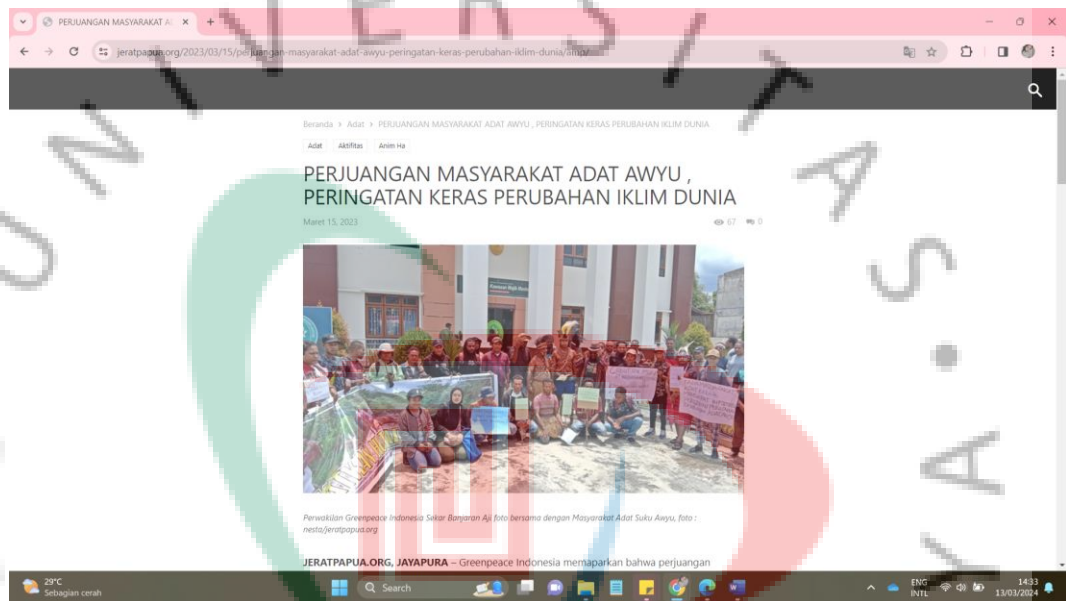 PERJUANGAN MASYARAKAT AD
jeratpapua.org/2023/03/15/perjuangan-masyarakat-adat-awyu-peringatan-keras-perubahan-iklim-dunia/amp/
Beranda › Adat › PERJUANGAN MASYARAKAT ADAT AWYU , PERINGATAN KERAS PERUBAHAN IKLIM DUNIA
Adat Aktifitas Anim Ha
PERJUANGAN MASYARAKAT ADAT AWYU ,
PERINGATAN KERAS PERUBAHAN IKLIM DUNIA
Maret 15, 2023 67 0
Perwakilan Greenpeace Indonesia Sekar Banjaran Aji foto bersama dengan Masyarakat Adat Suku Awyu, foto :
nesta/jeratpapua.org
JERATPAPUA.ORG, JAYAPURA – Greenpeace Indonesia memaparkan bahwa perjuangan
29°C
Sebagian cerah
Search
ENG
INTL
14:33
13/03/2024
UNIVERSITAS